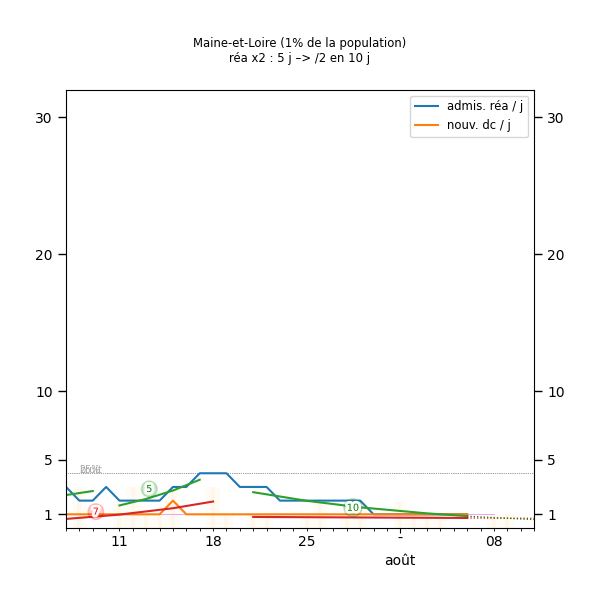 Maine-et-Loire (1% de la population)
réa x2 : 5 j –> /2 en 10 j
admis. réa / j
nouv. dc / j
30 30
20 20
10 10
5 5
1 1
5
10
7
11 18 25 - 08
août